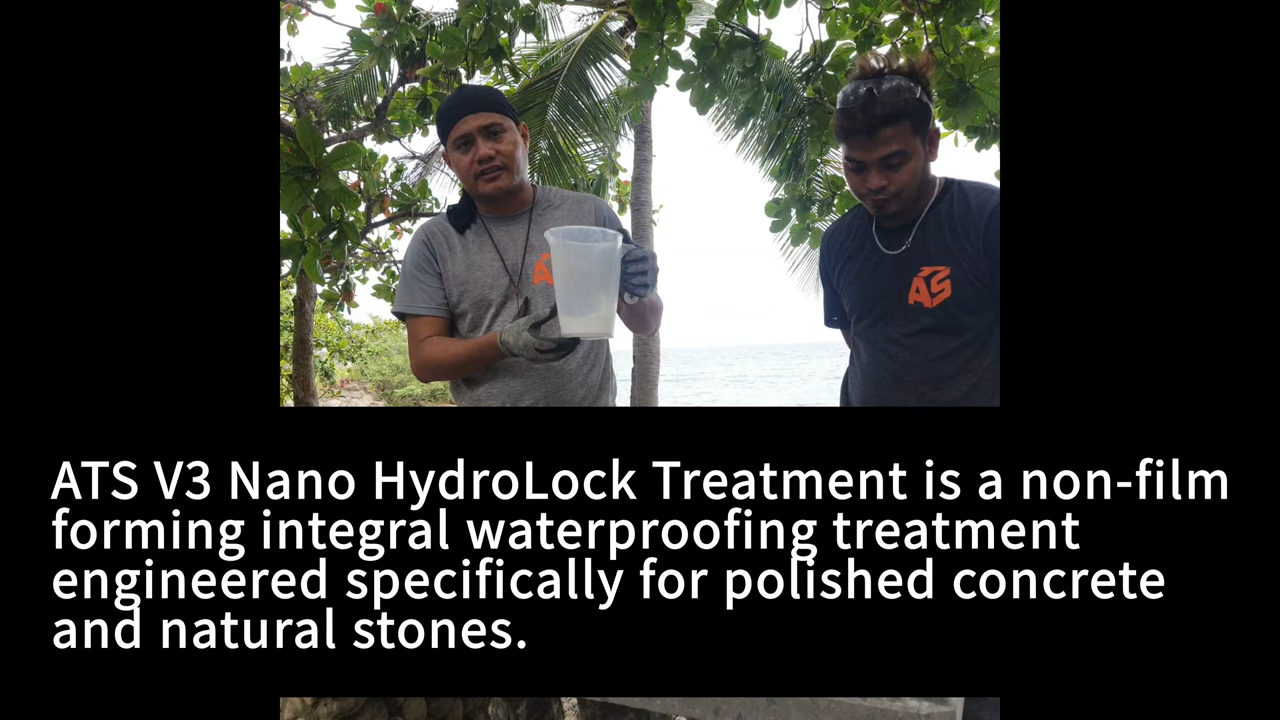 ATS
ATS V3 Nano HydroLock Treatment is a non-film
forming integral waterproofing treatment
engineered specifically for polished concrete
and natural stones.